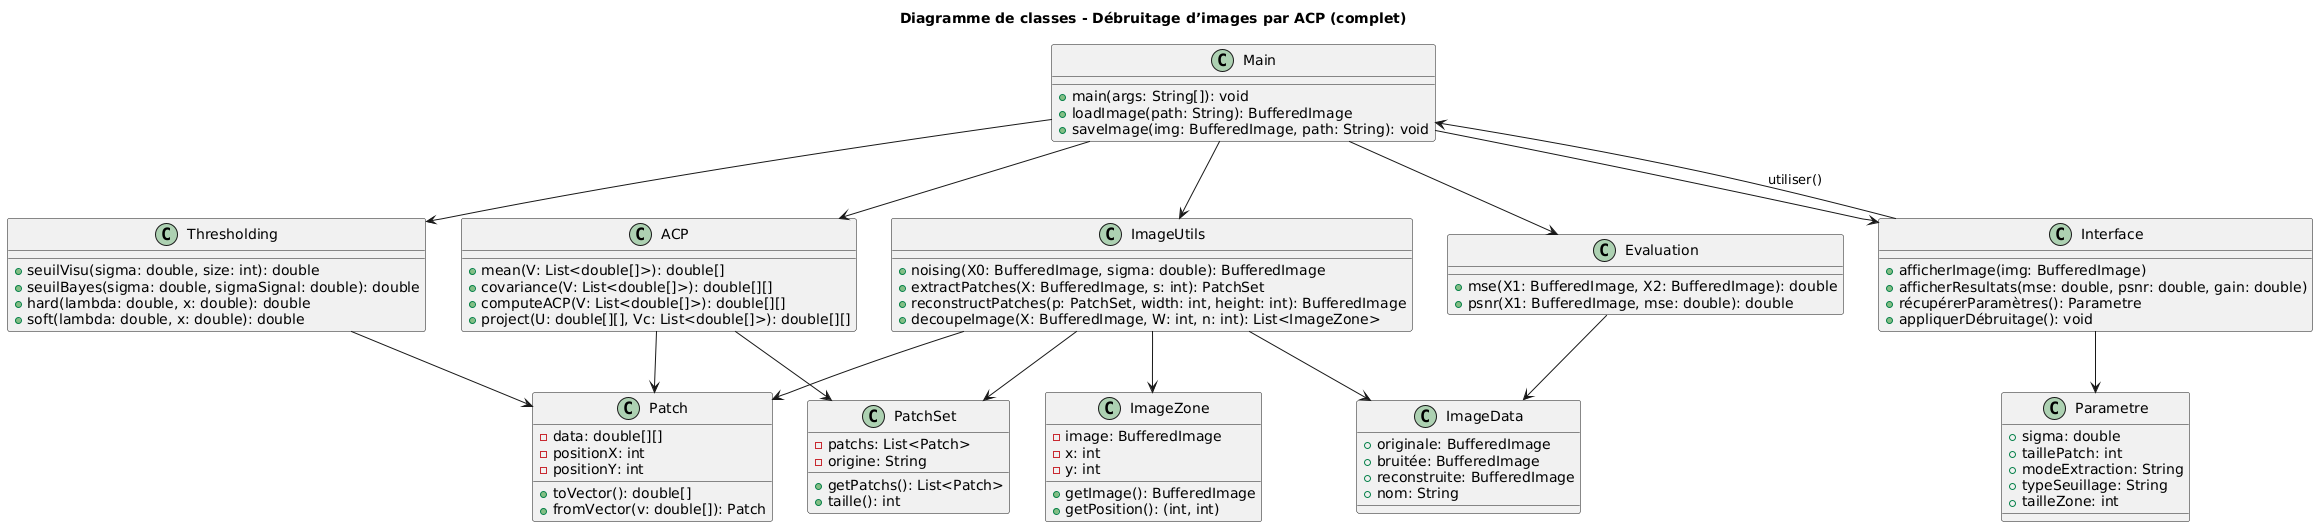 Diagramme de classes - Débruitage d’images par ACP (complet)
C Main
main(args: String[]): void
loadImage(path: String): BufferedImage
saveImage(img: BufferedImage, path: String): void
utiliser()
C Thresholding
seuilVisu(sigma: double, size: int): double
seuilBayes(sigma: double, sigmaSignal: double): double
hard(lambda: double, x: double): double
soft(lambda: double, x: double): double
C ACP
mean(V: List<double[]>): double[]
covariance(V: List<double[]>): double[][]
computeACP(V: List<double[]>): double[][]
project(U: double[][], Vc: List<double[]>): double[][]
C ImageUtils
noising(X0: BufferedImage, sigma: double): BufferedImage
extractPatches(X: BufferedImage, s: int): PatchSet
reconstructPatches(p: PatchSet, width: int, height: int): BufferedImage
decoupeImage(X: BufferedImage, W: int, n: int): List<ImageZone>
C Evaluation
mse(X1: BufferedImage, X2: BufferedImage): double
psnr(X1: BufferedImage, mse: double): double
C Interface
afficherImage(img: BufferedImage)
afficherResultats(mse: double, psnr: double, gain: double)
récupérerParamètres(): Parametre
appliquerDébruitage(): void
C Patch
data: double[][]
positionX: int
positionY: int
toVector(): double[]
fromVector(v: double[]): Patch
C PatchSet
patchs: List<Patch>
origine: String
getPatchs(): List<Patch>
taille(): int
C ImageZone
image: BufferedImage
x: int
y: int
getImage(): BufferedImage
getPosition(): (int, int)
C ImageData
originale: BufferedImage
bruitée: BufferedImage
reconstruite: BufferedImage
nom: String
C Parametre
sigma: double
taillePatch: int
modeExtraction: String
typeSeuillage: String
tailleZone: int